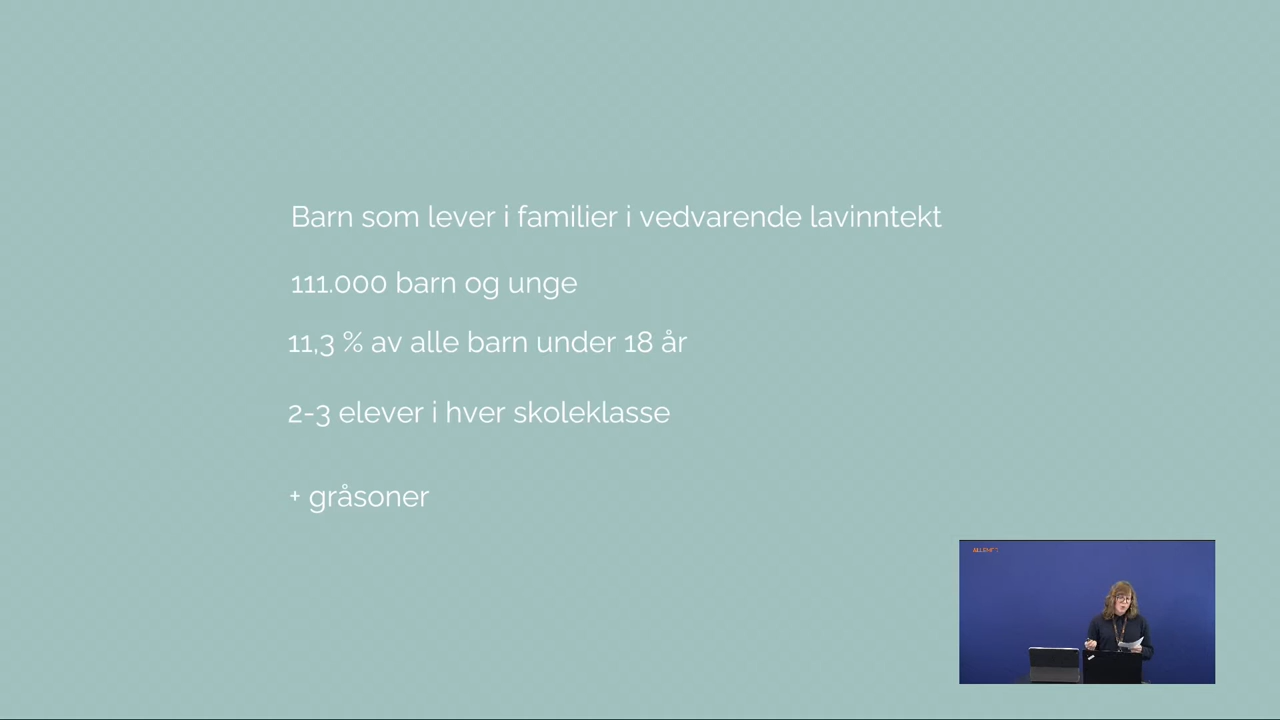 Barn som lever i familier i vedvarende lavinntekt
111.000 barn og unge
11,3 % av alle barn under 18 år
2-3 elever i hver skoleklasse
+ gråsoner